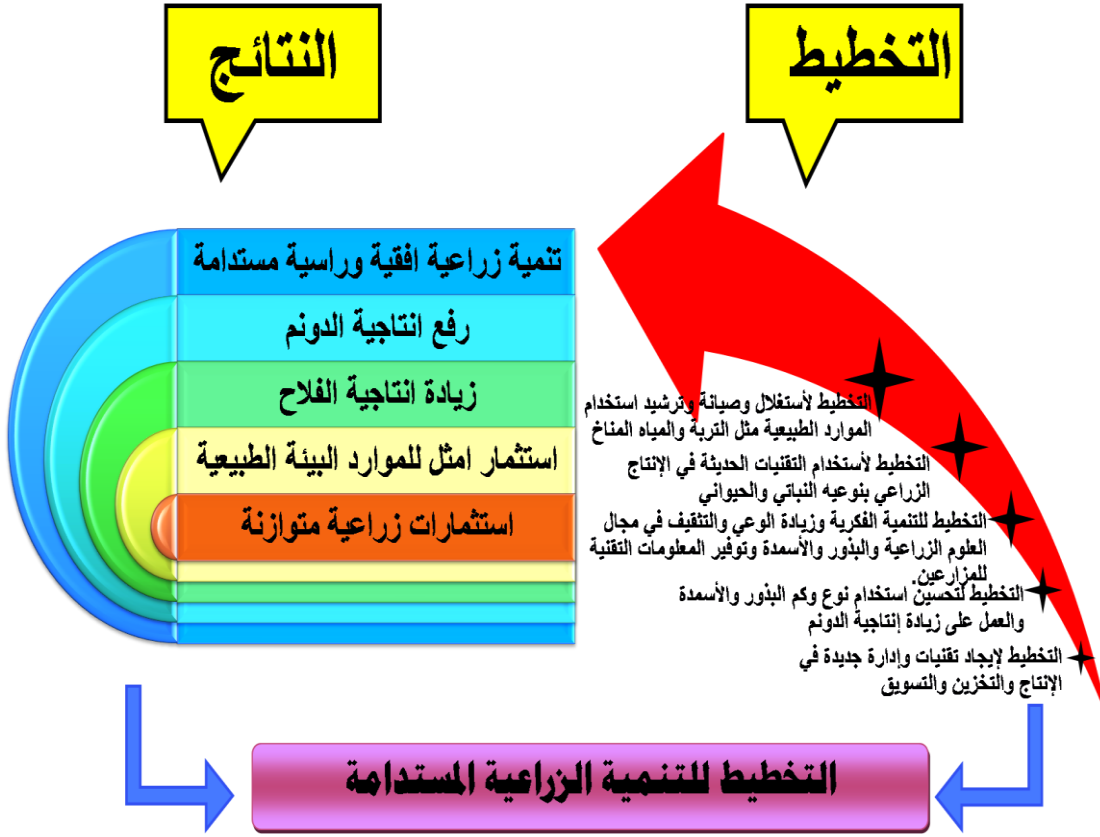 التخطيط
النتائج
تنمية زراعية افقية وراسية مستدامة
رفع انتاجية الدونم
زيادة انتاجية الفلاح
استثمار امثل للموارد البيئة الطبيعية
استثمارات زراعية متوازنة
التخطيط لأستغلال وصيانة وترشيد استخدام
الموارد الطبيعية مثل التربة والمياه المناخ
التخطيط لأستخدام التقنيات الحديثة في الإنتاج
الزراعي بنوعيه النباتي والحيواني
التخطيط للتنمية الفكرية وزيادة الوعي والتثقيف في مجال
العلوم الزراعية والبذور والأسمدة وتوفير المعلومات التقنية
للمزارعين.
التخطيط لتحسين استخدام نوع وكم البذور والأسمدة
والعمل على زيادة إنتاجية الدونم
التخطيط لإيجاد تقنيات وإدارة جديدة في
الإنتاج والتخزين والتسويق
التخطيط للتنمية الزراعية المستدامة